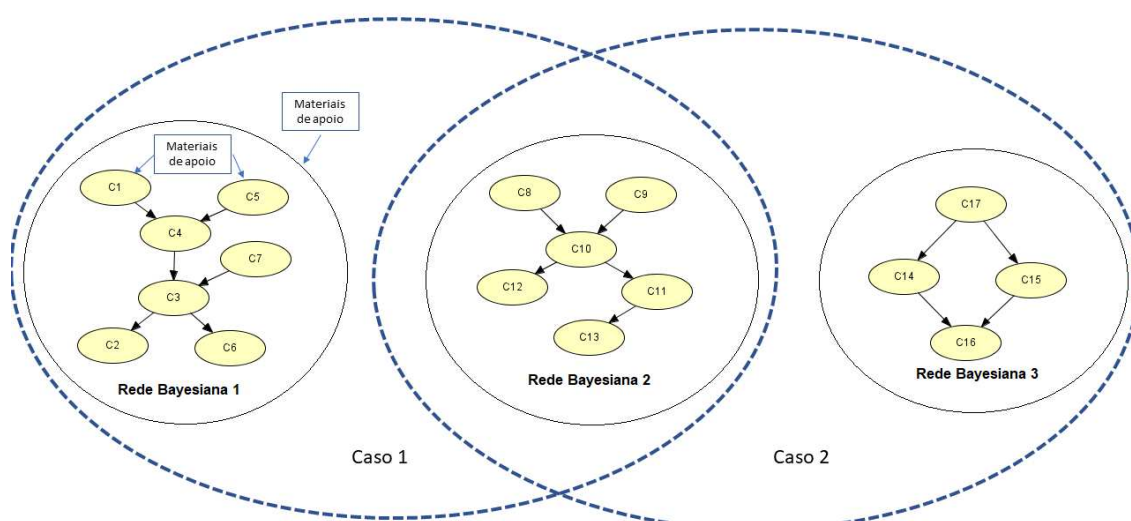 Materiais
de apoio
Materiais
de apoio
C1
C5
C4
C7
C3
C2
C6
Rede Bayesiana 1
C8
C9
C10
C12
C11
C13
Rede Bayesiana 2
C17
C14
C15
C16
Rede Bayesiana 3
Caso 1
Caso 2